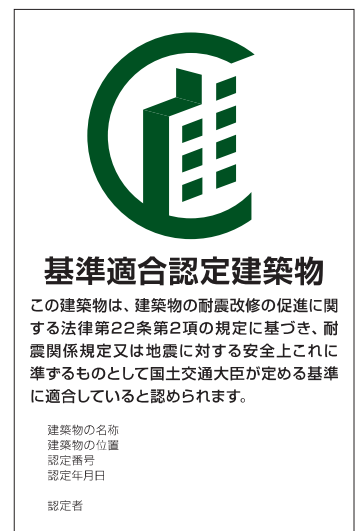 基準適合認定建築物
この建築物は、建築物の耐震改修の促進に関
する法律第22条第2項の規定に基づき、耐
震関係規定又は地震に対する安全上これに
準ずるものとして国土交通大臣が定める基準
に適合していると認められます。
建築物の名称
建築物の位置
認定番号
認定年月日
認定者